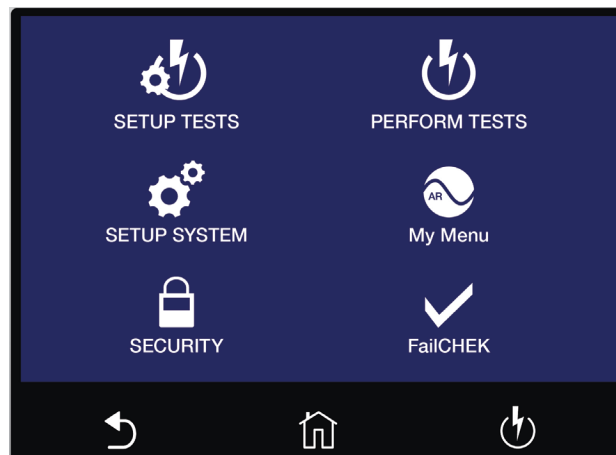 SETUP TESTS
PERFORM TESTS
SETUP SYSTEM
AR
My Menu
SECURITY
FailCHEK